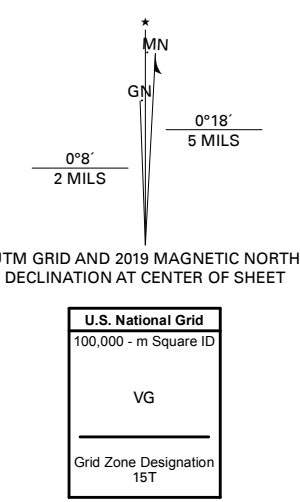 ★
MN
GN
0°18´
5 MILS
0°8´
2 MILS
UTM GRID AND 2019 MAGNETIC NORTH
DECLINATION AT CENTER OF SHEET
U.S. National Grid
100,000 - m Square ID
VG
Grid Zone Designation
15T